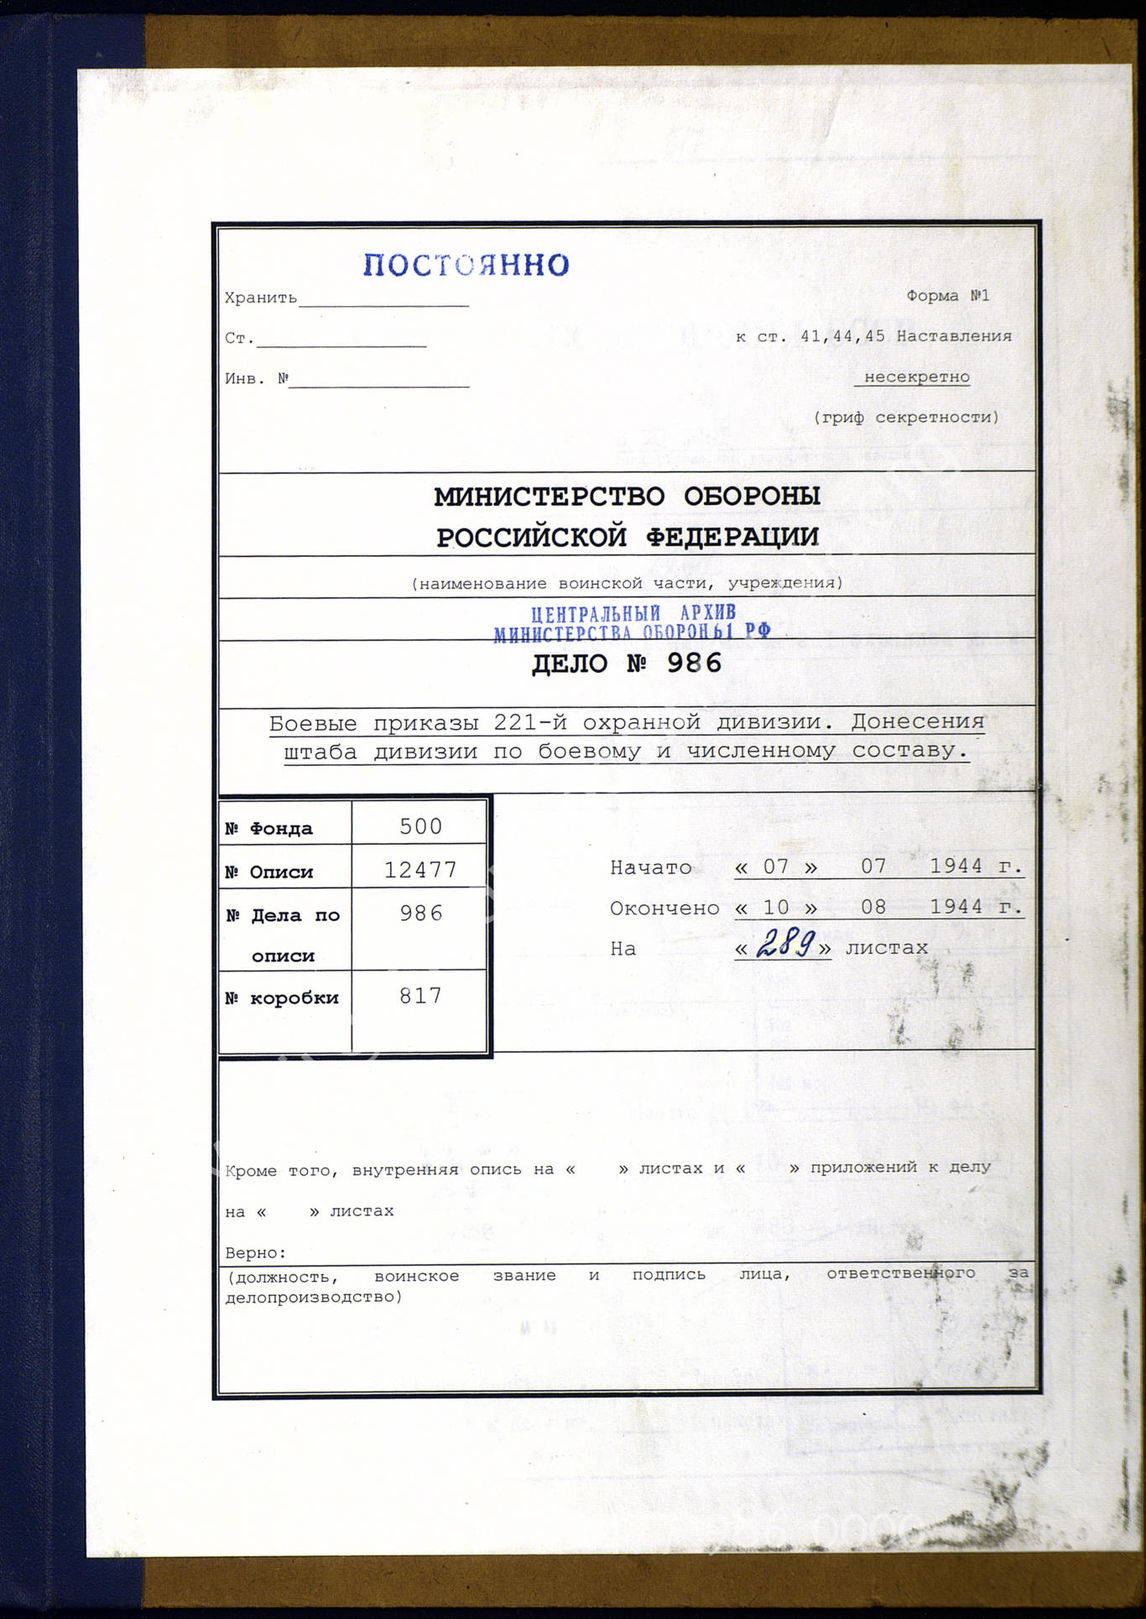 ПОСТОЯННО
Хранить
Форма №1
Ст.
к ст. 41,44,45 Наставления
Инв. №
несекретно
(гриф секретности)
МИНИСТЕРСТВО ОБОРОНЫ
РОССИЙСКОЙ ФЕДЕРАЦИИ
(наименование воинской части, учреждения)
ЦЕНТРАЛЬНЫЙ АРХИВ
МИНИСТЕРСТВА ОБОРОНЫ РФ
ДЕЛО № 986
Боевые приказы 221-й охранной дивизии. Донесения
штаба дивизии по боевому и численному составу.
№ Фонда 500
№ Описи 12477
№ Дела по 986
описи
№ коробки 817
Начато « 07 » 07 1944 г.
Окончено « 10 » 08 1944 г.
На « 289 » листах
Кроме того, внутренняя опись на « » листах и « » приложений к делу
на « » листах
Верно:
(должность, воинское звание и подпись лица, ответственного за
делопроизводство)